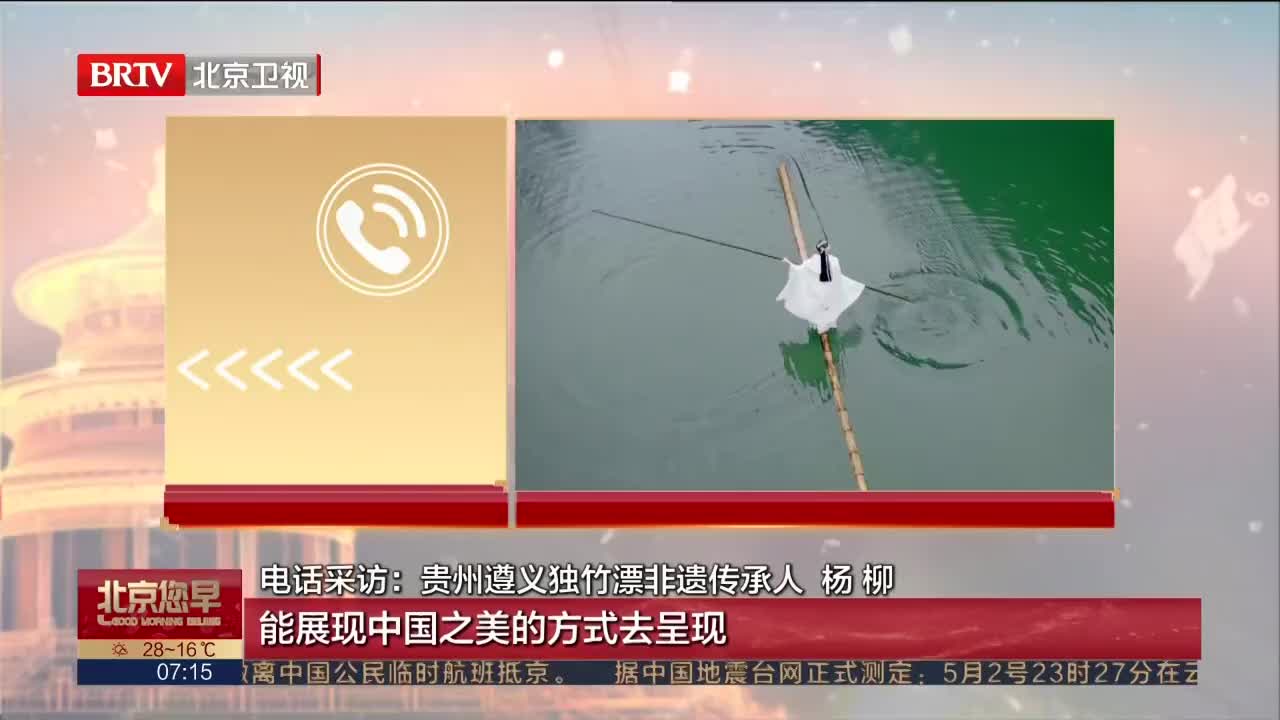 BRTV 北京卫视
电话采访：贵州遵义独竹漂非遗传承人 杨 柳
北京您早
GOOD MORNING BEIJING
能展现中国之美的方式去呈现
28~16℃
07:15
离中国公民临时航班抵京。 据中国地震台网正式测定：5月2号23时27分在